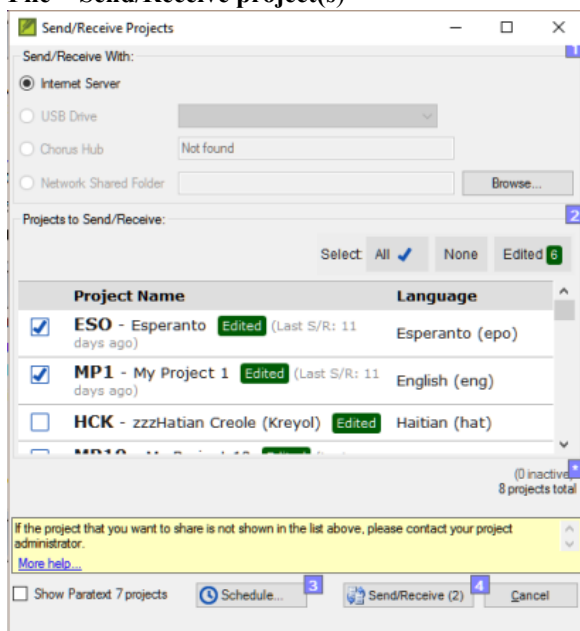 File > Send/Receive project(s)
Send/Receive Projects
Send/Receive With:
1
Internet Server
USB Drive
Chorus Hub Not found
Network Shared Folder Browse...
Projects to Send/Receive:
2
Select: All None Edited 6
Project Name Language
ESO - Esperanto Edited (Last S/R: 11 days ago) Esperanto (epo)
MP1 - My Project 1 Edited (Last S/R: 11 days ago) English (eng)
HCK - zzzHatian Creole (Kreyol) Edited Haitian (hat)
(0 inactive)
*
8 projects total
If the project that you want to share is not shown in the list above, please contact your project
administrator.
More help...
Show Paratext 7 projects Schedule... 3 Send/Receive (2) 4 Cancel